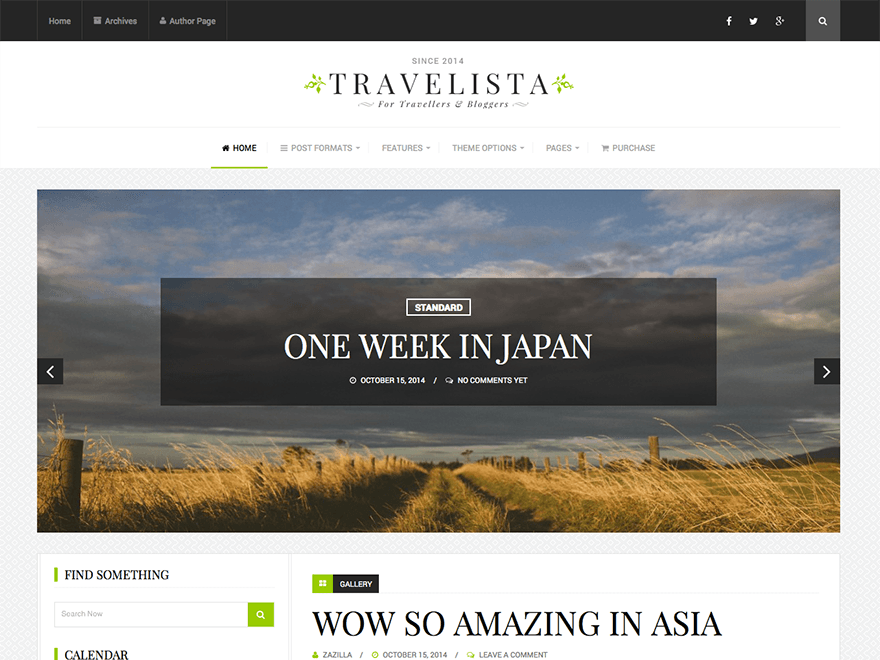 Home Archives Author Page
SINCE 2014
TRAVELISTA
For Travellers & Bloggers
HOME POST FORMATS FEATURES THEME OPTIONS PAGES PURCHASE
STANDARD
ONE WEEK IN JAPAN
OCTOBER 15, 2014 / NO COMMENTS YET
FIND SOMETHING
Search Now
CALENDAR
GALLERY
WOW SO AMAZING IN ASIA
ZAZILLA / OCTOBER 15, 2014 / LEAVE A COMMENT